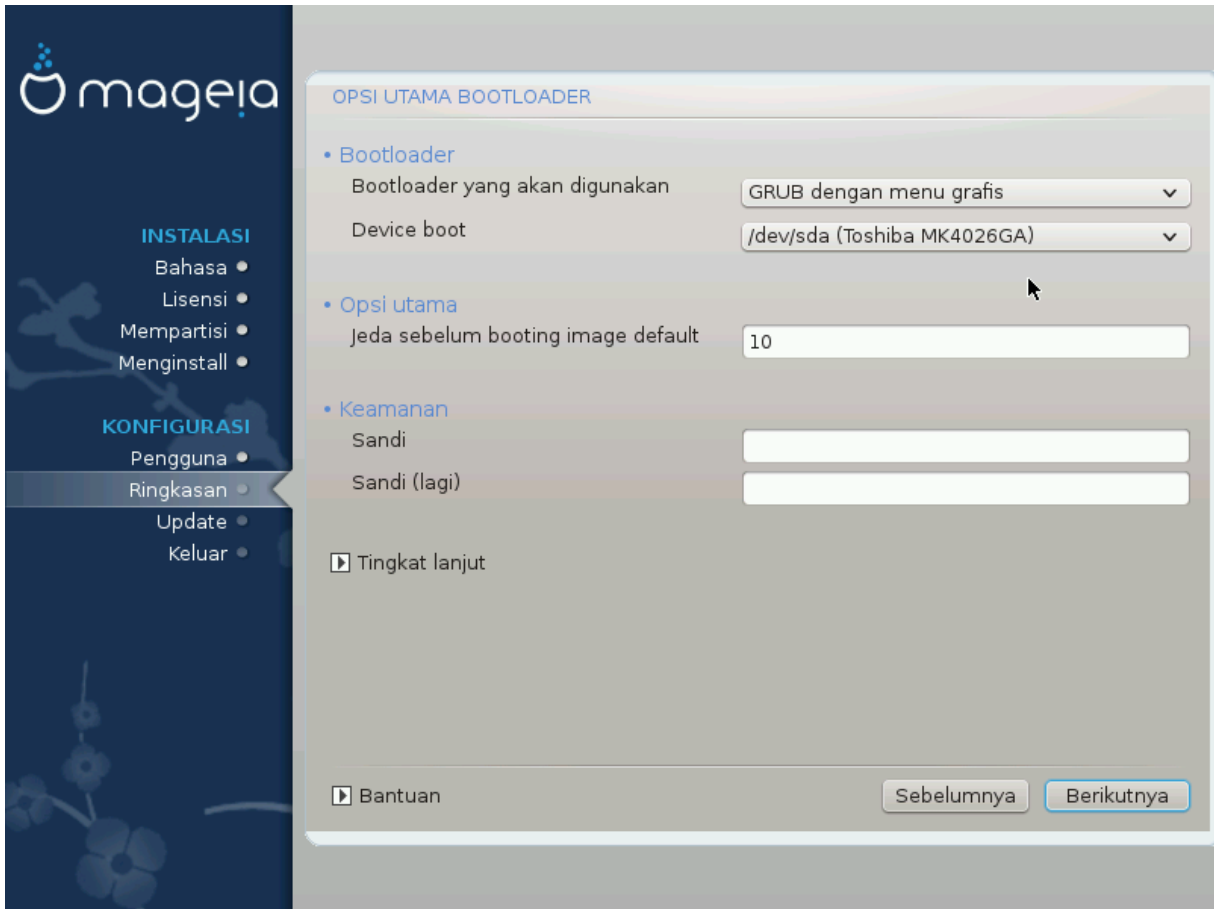 mageia
INSTALASI
Bahasa
Lisensi
Mempartisi
Menginstall
KONFIGURASI
Pengguna
Ringkasan
Update
Keluar
OPSI UTAMA BOOTLOADER
• Bootloader
Bootloader yang akan digunakan GRUB dengan menu grafis
Device boot /dev/sda (Toshiba MK4026GA)
• Opsi utama
Jeda sebelum booting image default 10
• Keamanan
Sandi
Sandi (lagi)
Tingkat lanjut
Bantuan Sebelumnya Berikutnya